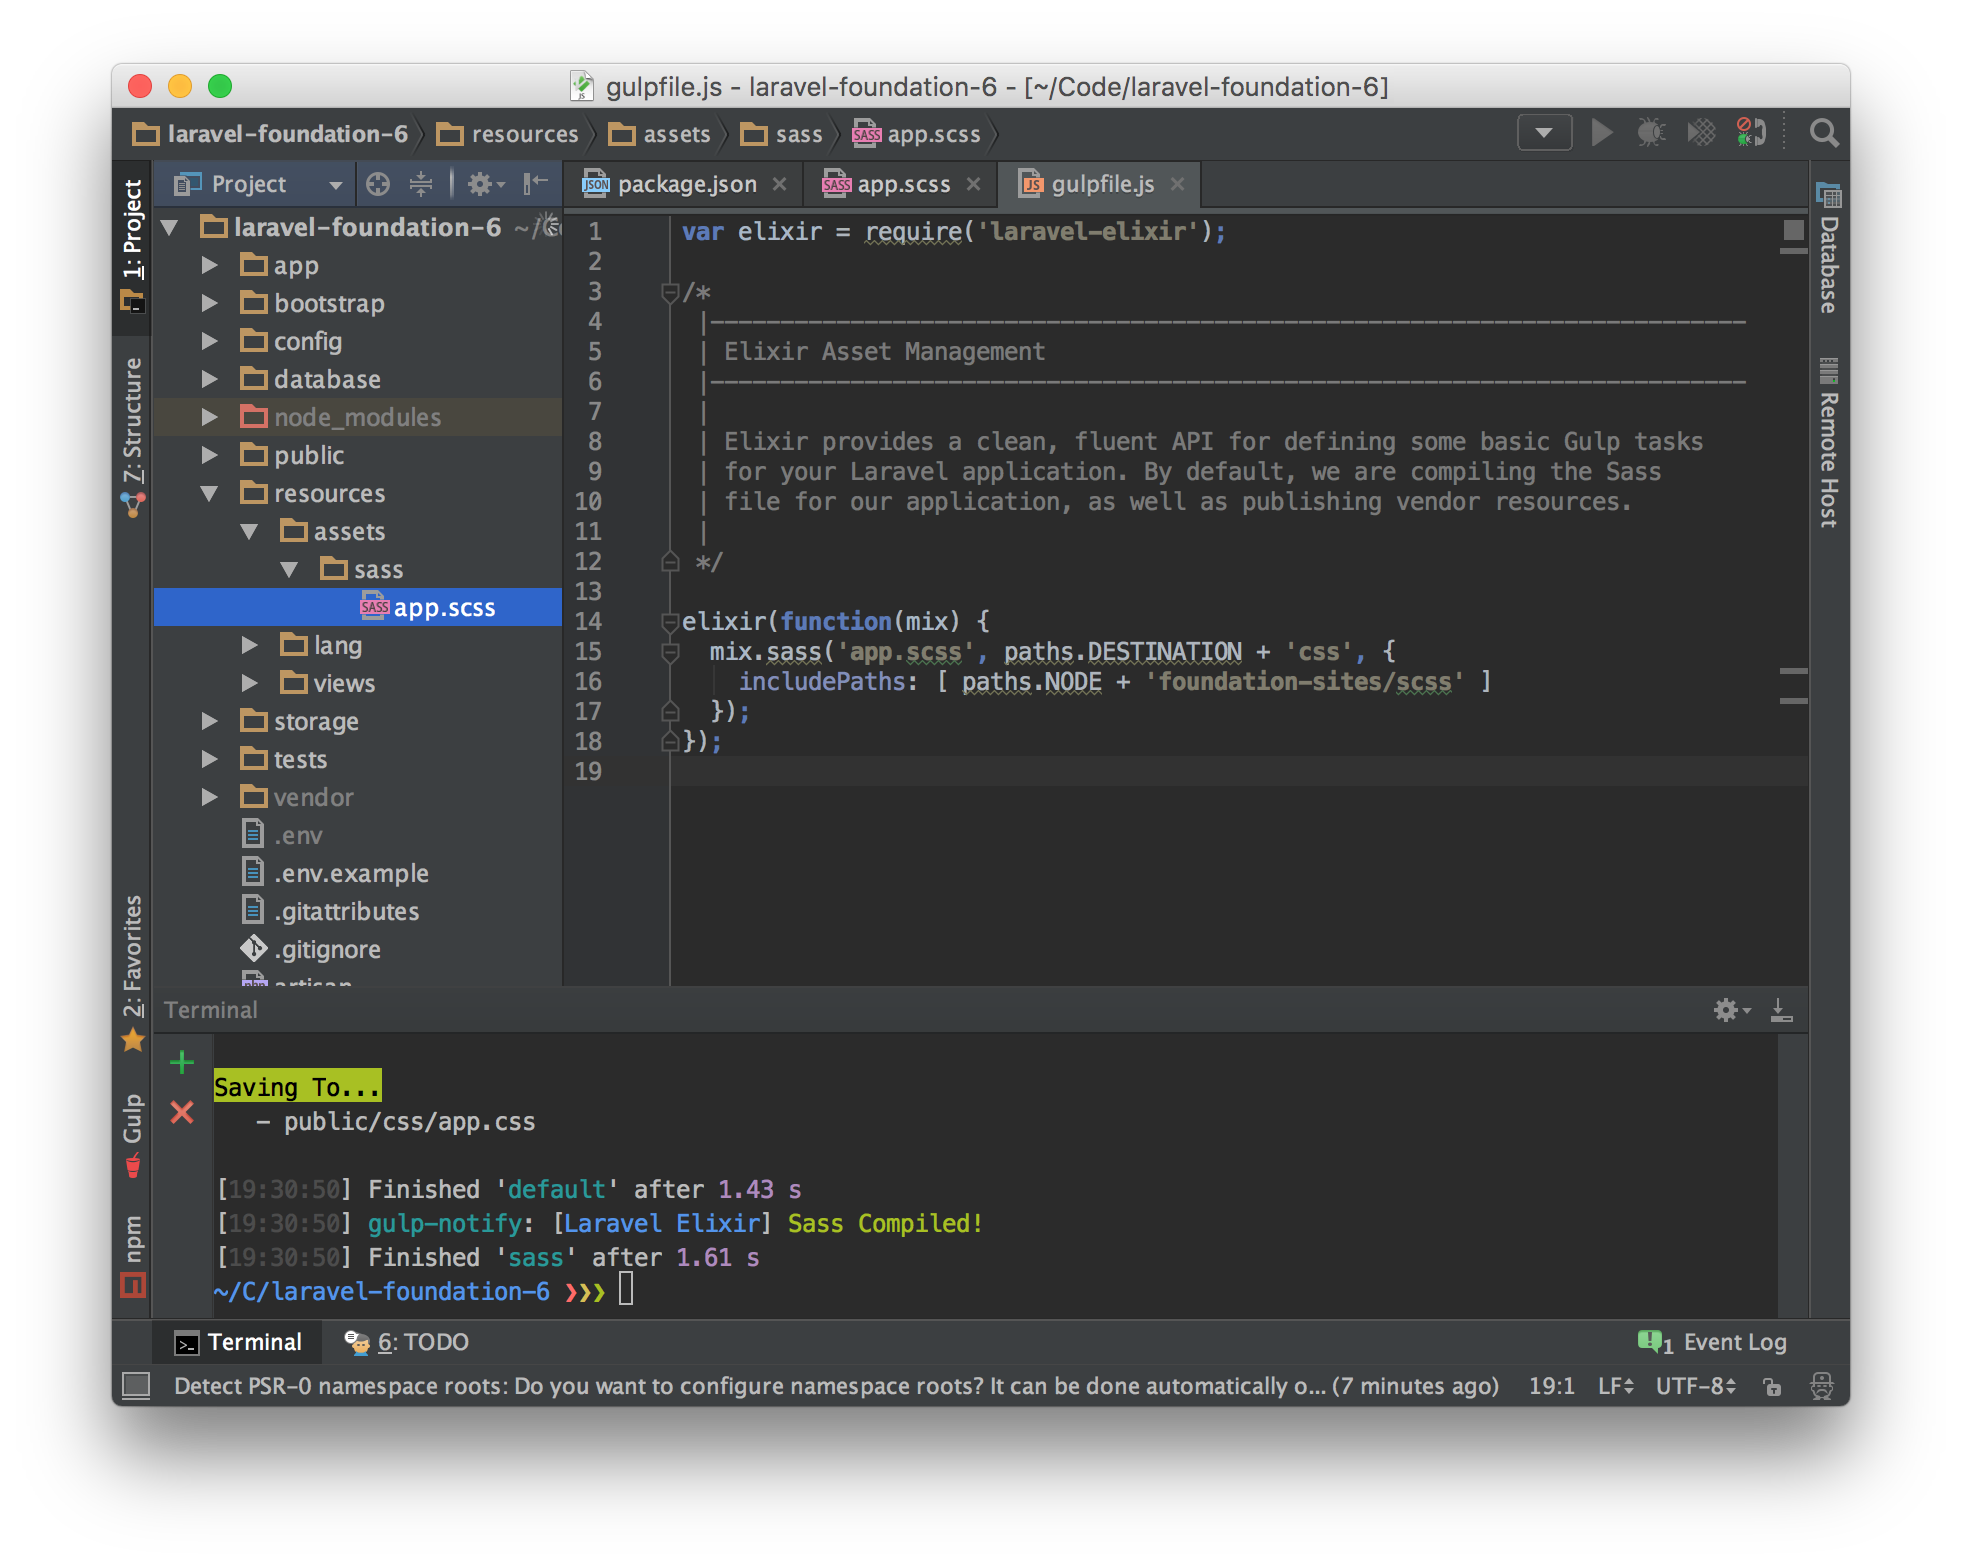 gulpfile.js - laravel-foundation-6 - [~/Code/laravel-foundation-6]
laravel-foundation-6 resources assets sass app.scss
1: Project
7: Structure
2: Favorites
Gulp
npm
Project
laravel-foundation-6
app
bootstrap
config
database
node_modules
public
resources
assets
sass
app.scss
lang
views
storage
tests
vendor
.env
.env.example
.gitattributes
.gitignore
artisan
package.json app.scss gulpfile.js
1 var elixir = require('laravel-elixir');
2
3 /*
4 |--------------------------------------------------------------------------
5 | Elixir Asset Management
6 |--------------------------------------------------------------------------
7 |
8 | Elixir provides a clean, fluent API for defining some basic Gulp tasks
9 | for your Laravel application. By default, we are compiling the Sass
10 | file for our application, as well as publishing vendor resources.
11 |
12 */
13
14 elixir(function(mix) {
15 mix.sass('app.scss', paths.DESTINATION + 'css', {
16 includePaths: [ paths.NODE + 'foundation-sites/scss' ]
17 });
18 });
19
Database
Remote Host
Terminal
Saving To...
- public/css/app.css
[19:30:50] Finished 'default' after 1.43 s
[19:30:50] gulp-notify: [Laravel Elixir] Sass Compiled!
[19:30:50] Finished 'sass' after 1.61 s
~/C/laravel-foundation-6 ❯❯❯
Terminal 6: TODO 1 Event Log
Detect PSR-0 namespace roots: Do you want to configure namespace roots? It can be done automatically o... (7 minutes ago) 19:1 LF UTF-8